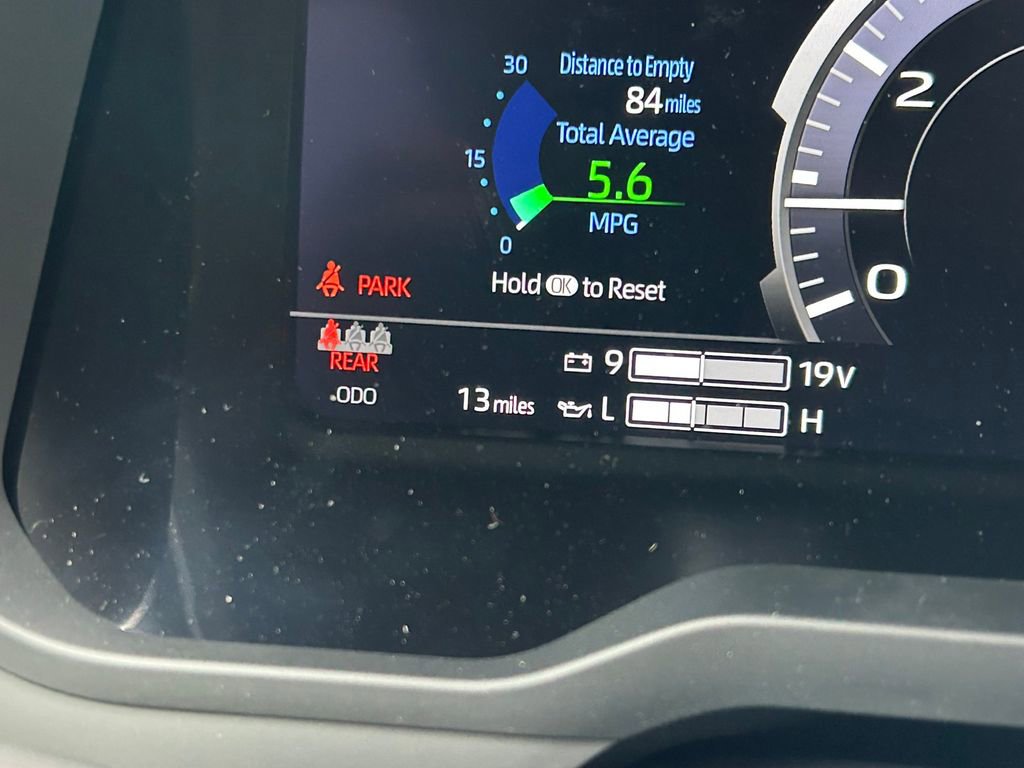 30
Distance to Empty
84 miles
Total Average
15
5.6
MPG
0
PARK
Hold OK to Reset
REAR
ODO
13 miles
9
19V
L
H
2
0